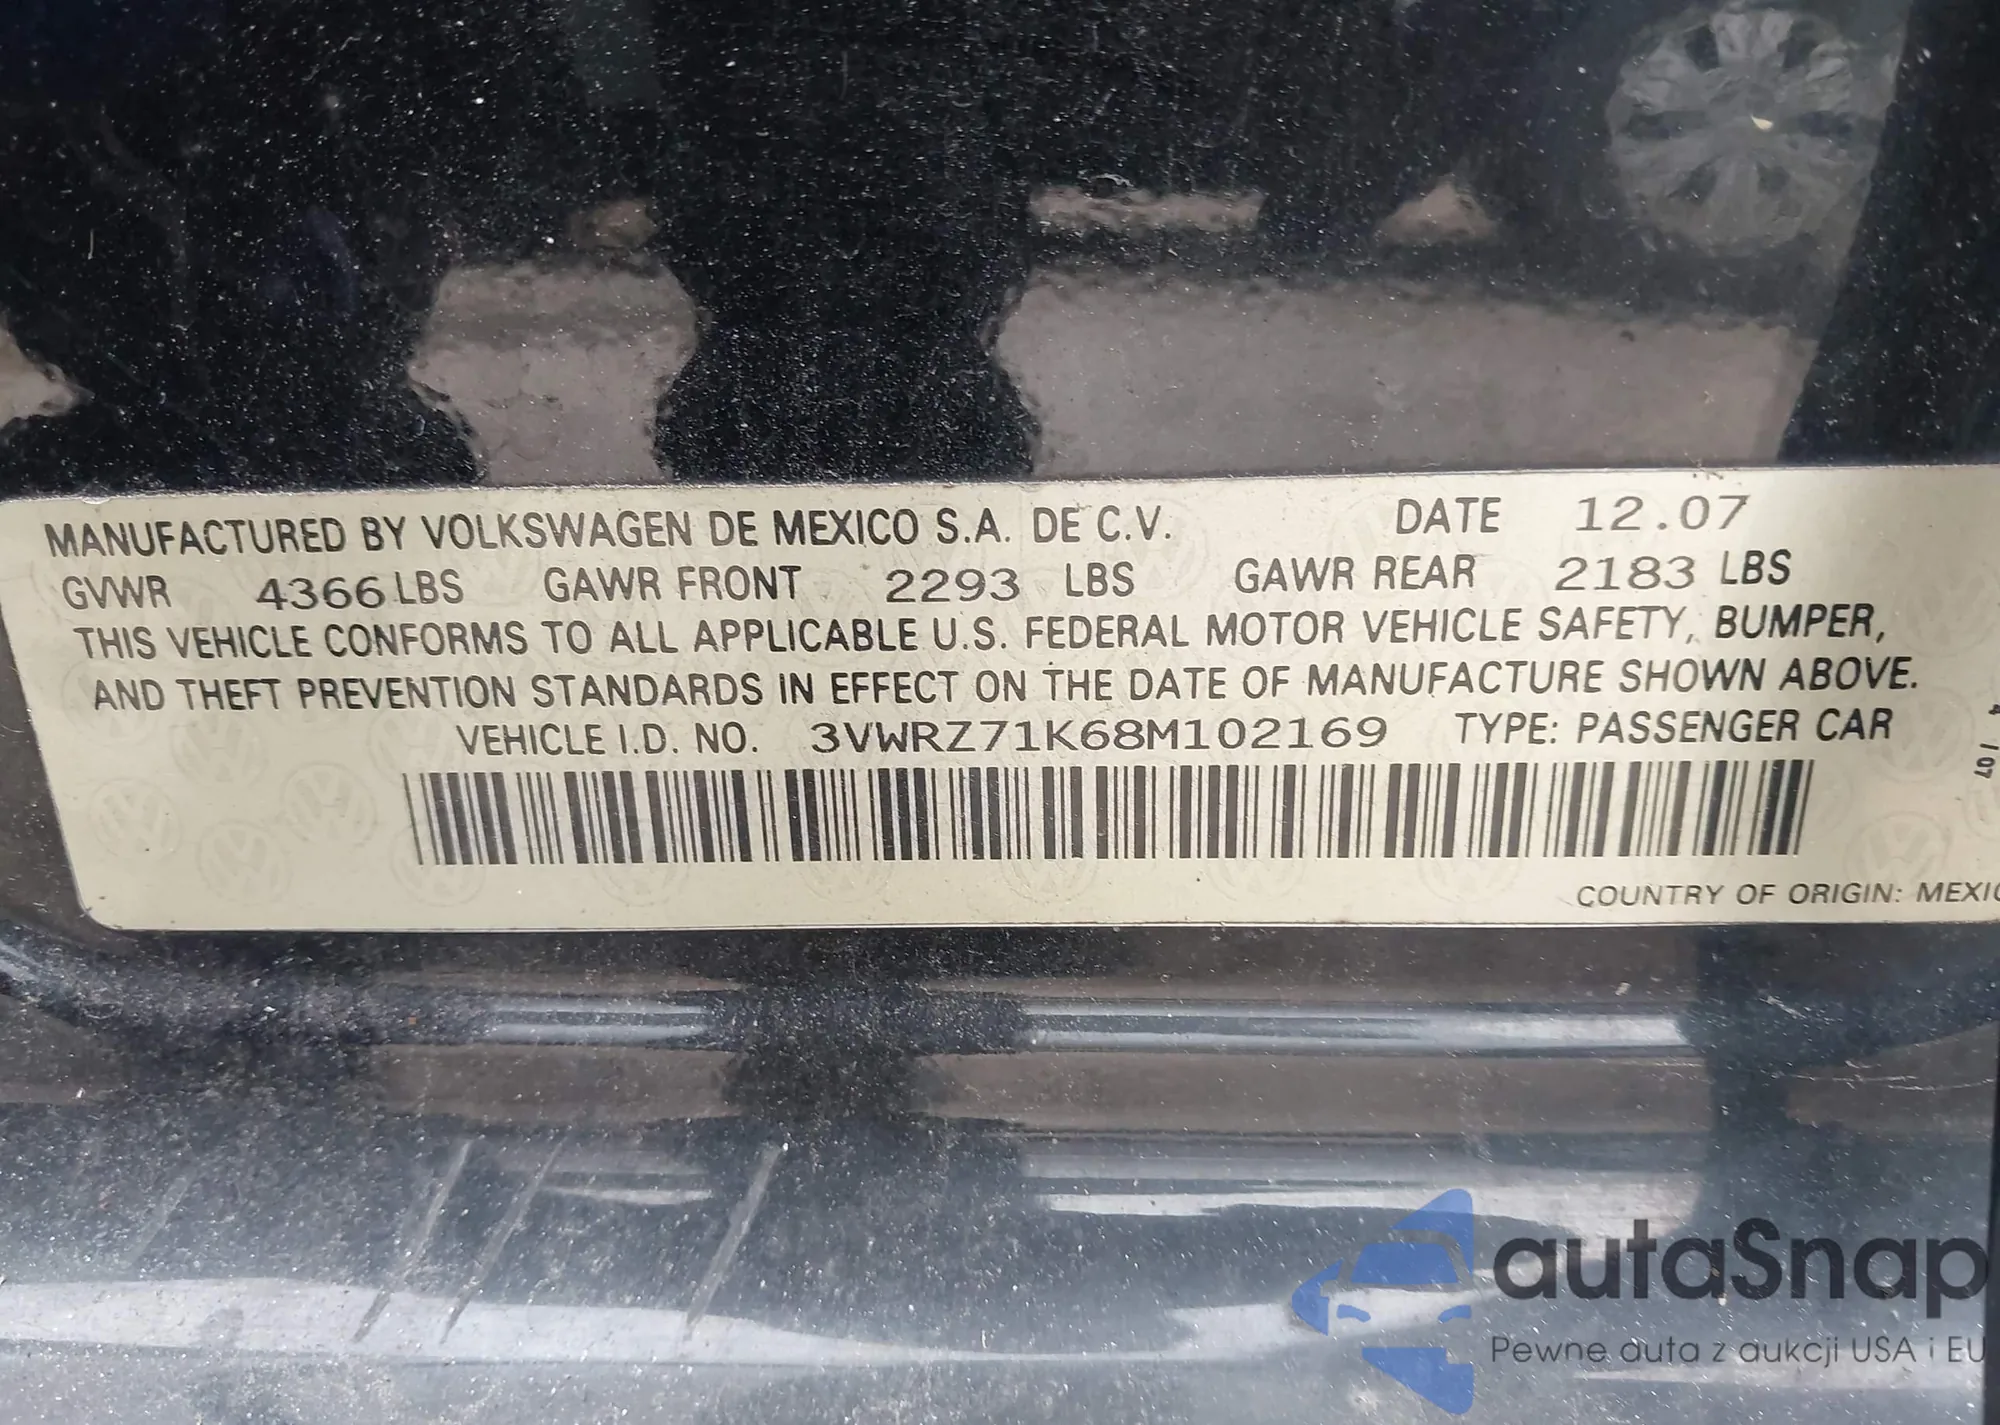 MANUFACTURED BY VOLKSWAGEN DE MEXICO S.A. DE C.V. DATE 12.07
GVWR 4366 LBS GAWR FRONT 2293 LBS GAWR REAR 2183 LBS
THIS VEHICLE CONFORMS TO ALL APPLICABLE U.S. FEDERAL MOTOR VEHICLE SAFETY, BUMPER,
AND THEFT PREVENTION STANDARDS IN EFFECT ON THE DATE OF MANUFACTURE SHOWN ABOVE.
VEHICLE I.D. NO. 3VWRZ71K68M102169 TYPE: PASSENGER CAR
COUNTRY OF ORIGIN:
autaSnap
Pewne auta z aukcji USA i EU